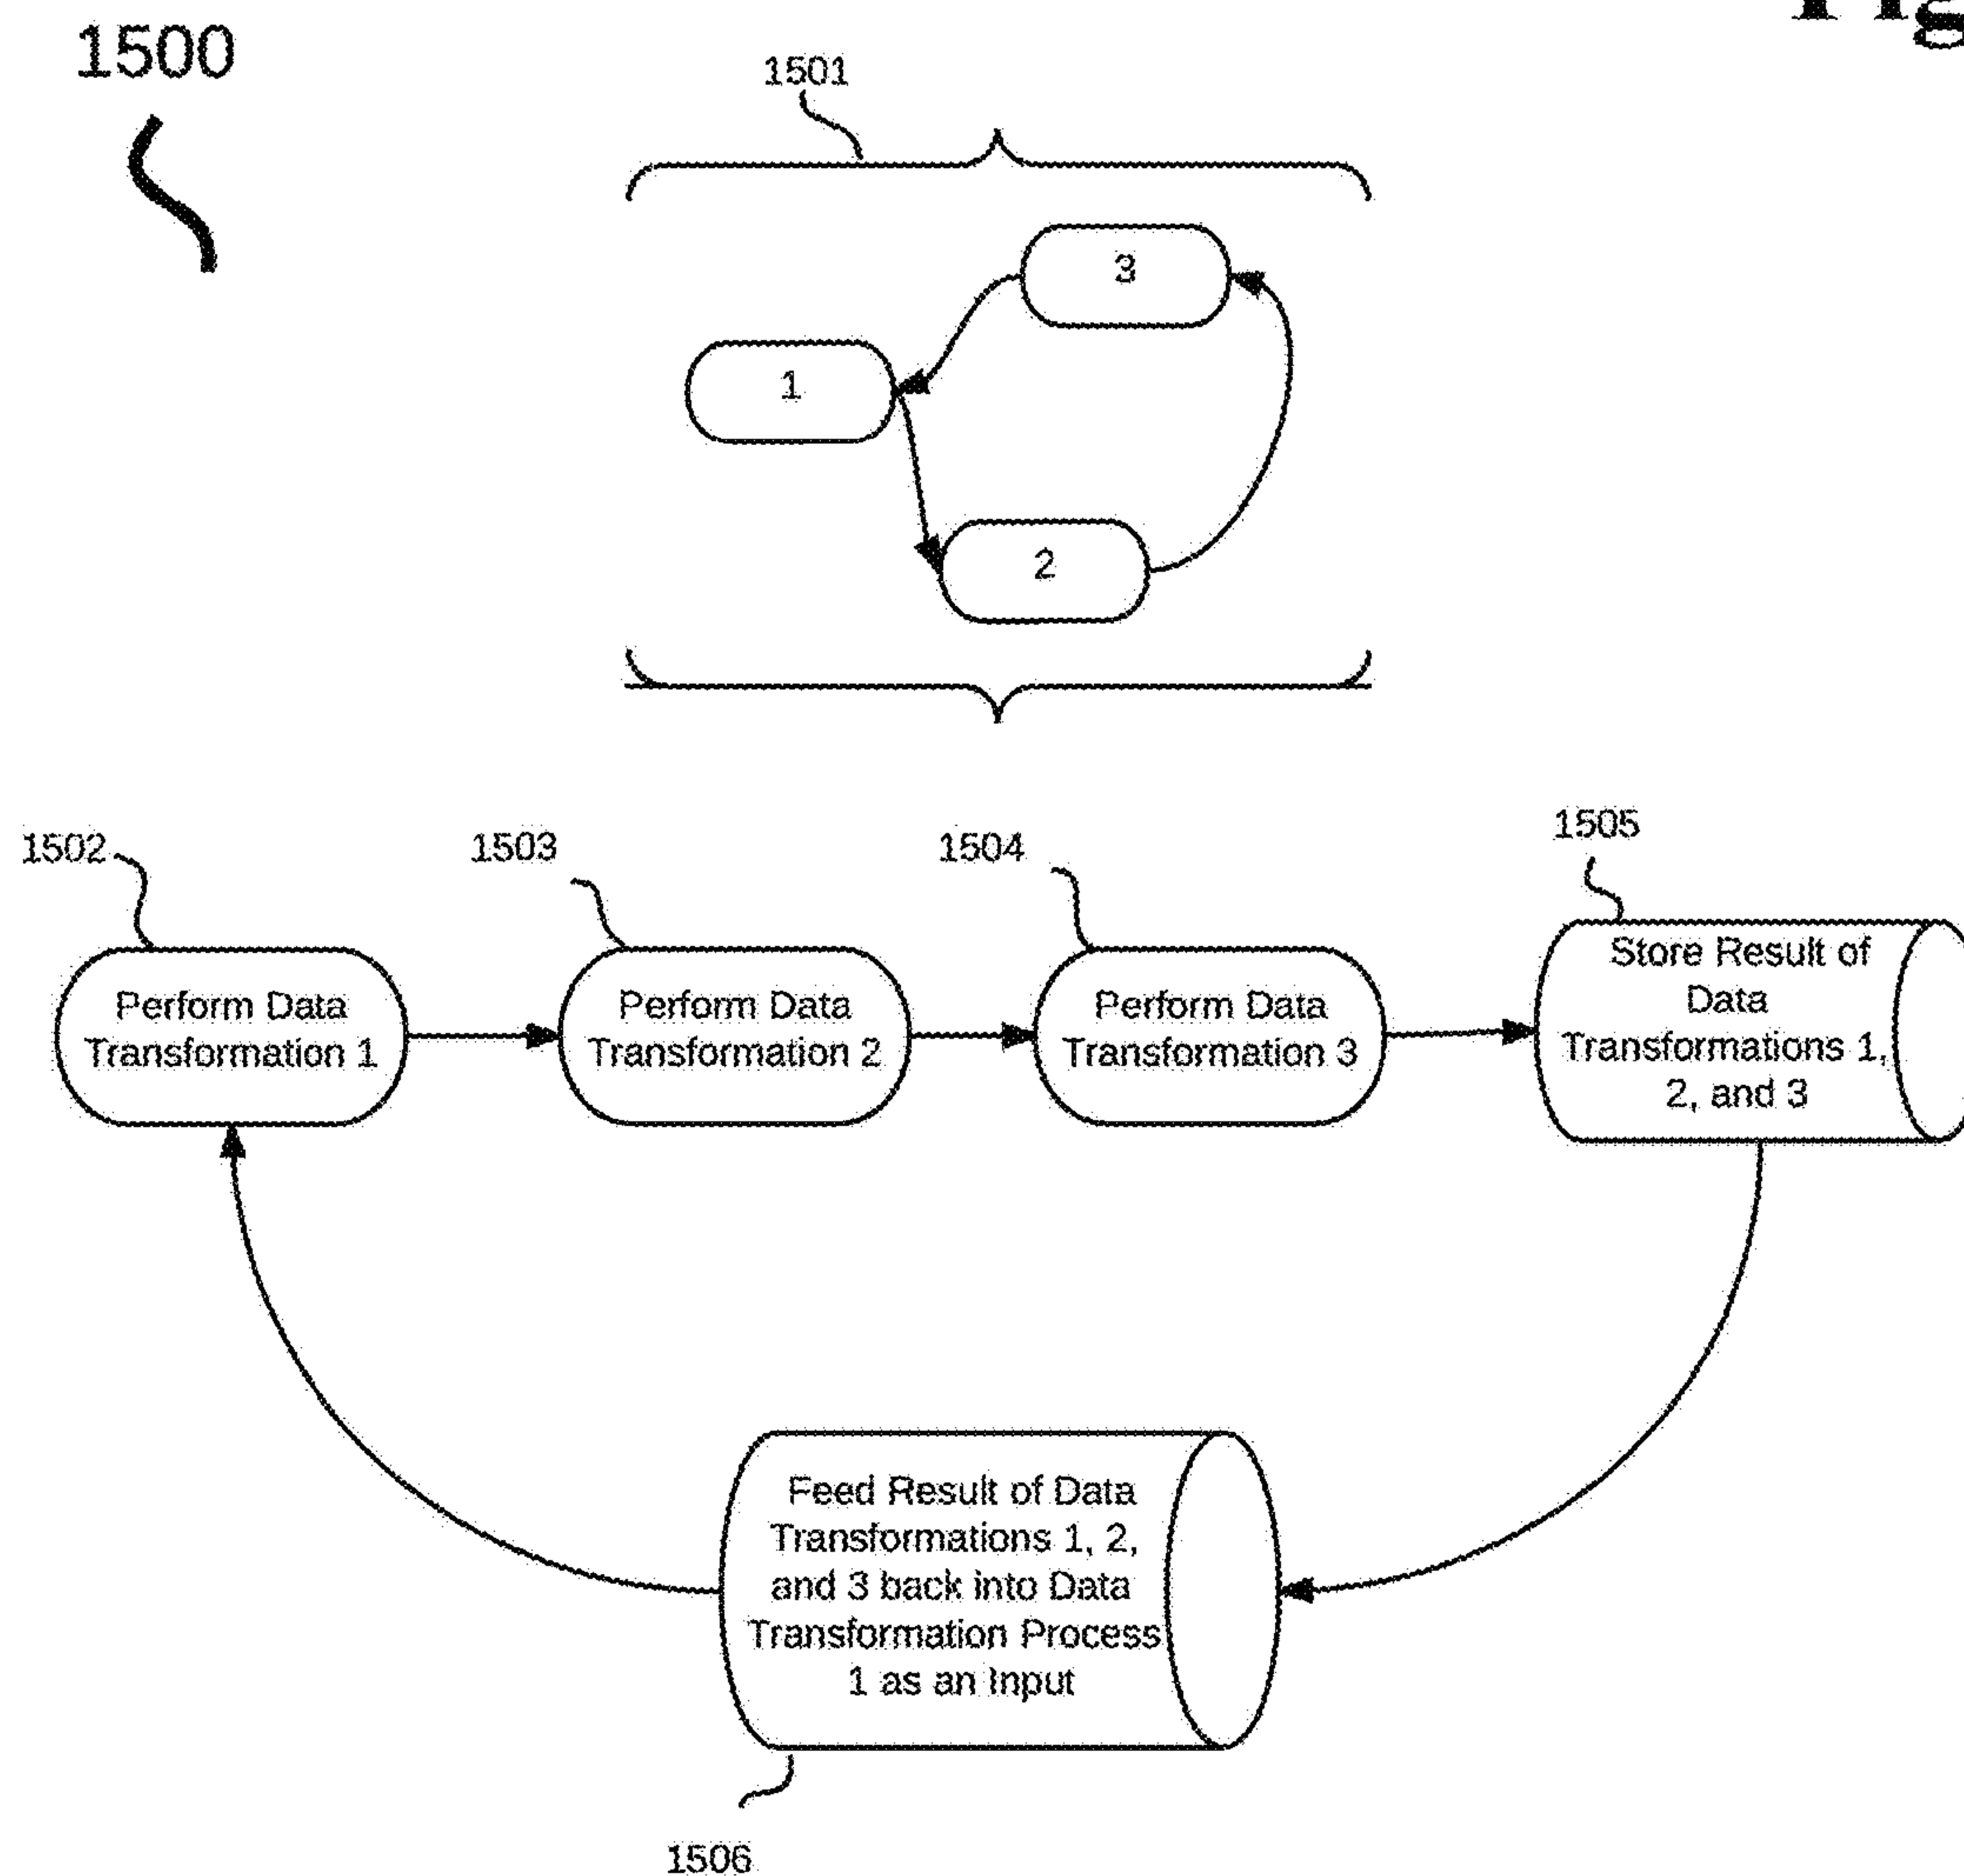 1500
1501
3
1
2
1502
1503
1504
1505
Perform Data
Transformation 1
Perform Data
Transformation 2
Perform Data
Transformation 3
Store Result of
Data
Transformations 1,
2, and 3
Feed Result of Data
Transformations 1, 2,
and 3 back into Data
Transformation Process
1 as an Input
1506